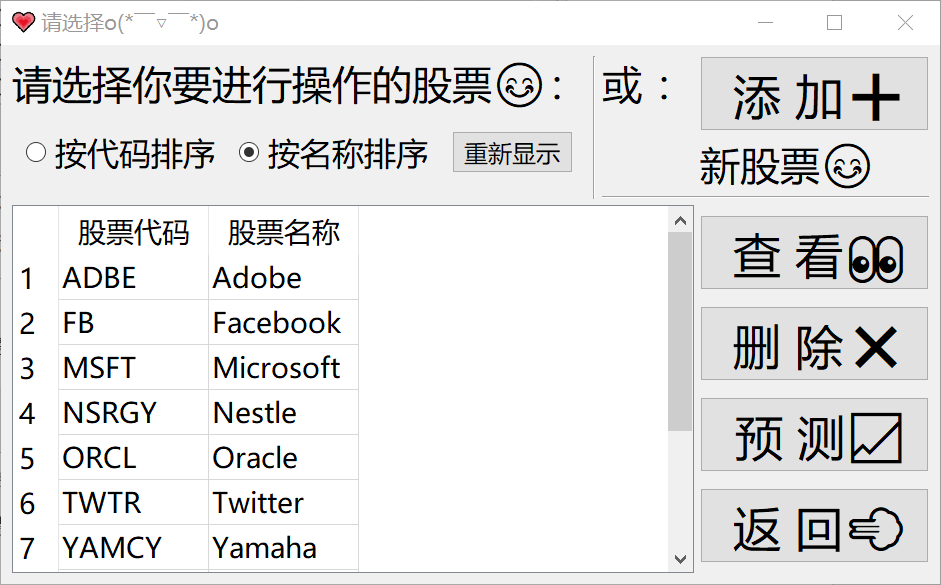 请选择o(*￣▽￣*)o
请选择你要进行操作的股票😊：
或：
添 加➕
新股票😊
按代码排序 按名称排序 重新显示
股票代码 股票名称
1 ADBE Adobe
2 FB Facebook
3 MSFT Microsoft
4 NSRGY Nestle
5 ORCL Oracle
6 TWTR Twitter
7 YAMCY Yamaha
查 看👀
删 除❌
预 测📈
返 回👈